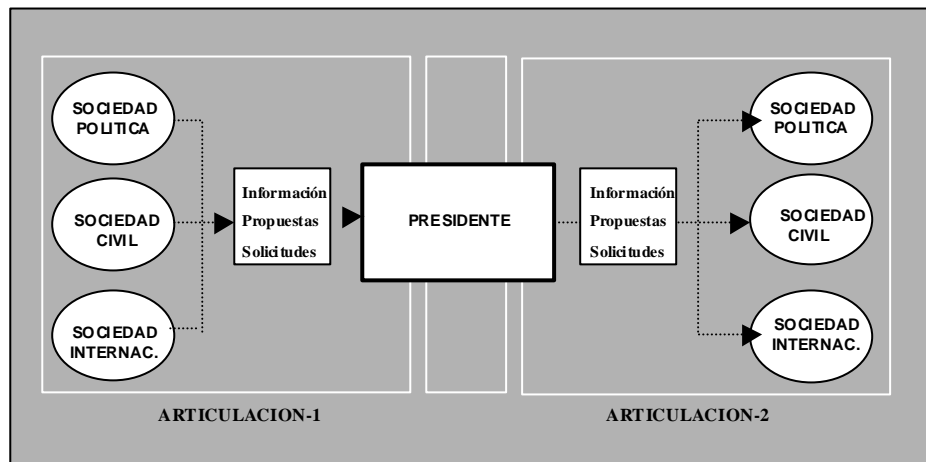 SOCIEDAD
POLITICA
SOCIEDAD
CIVIL
SOCIEDAD
INTERNAC.
Información
Propuestas
Solicitudes
PRESIDENTE
Información
Propuestas
Solicitudes
SOCIEDAD
POLITICA
SOCIEDAD
CIVIL
SOCIEDAD
INTERNAC.
ARTICULACION-1
ARTICULACION-2